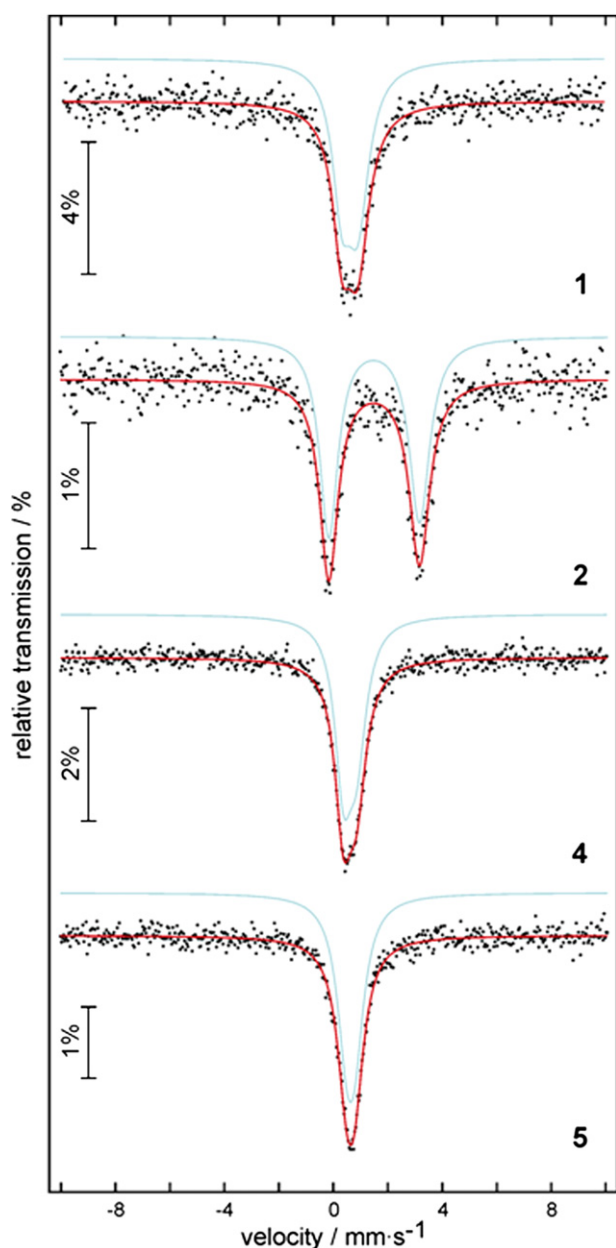 relative transmission / %
4%
1
1%
2
2%
4
1%
5
-8 -4 0 4 8
velocity / mm·s⁻¹